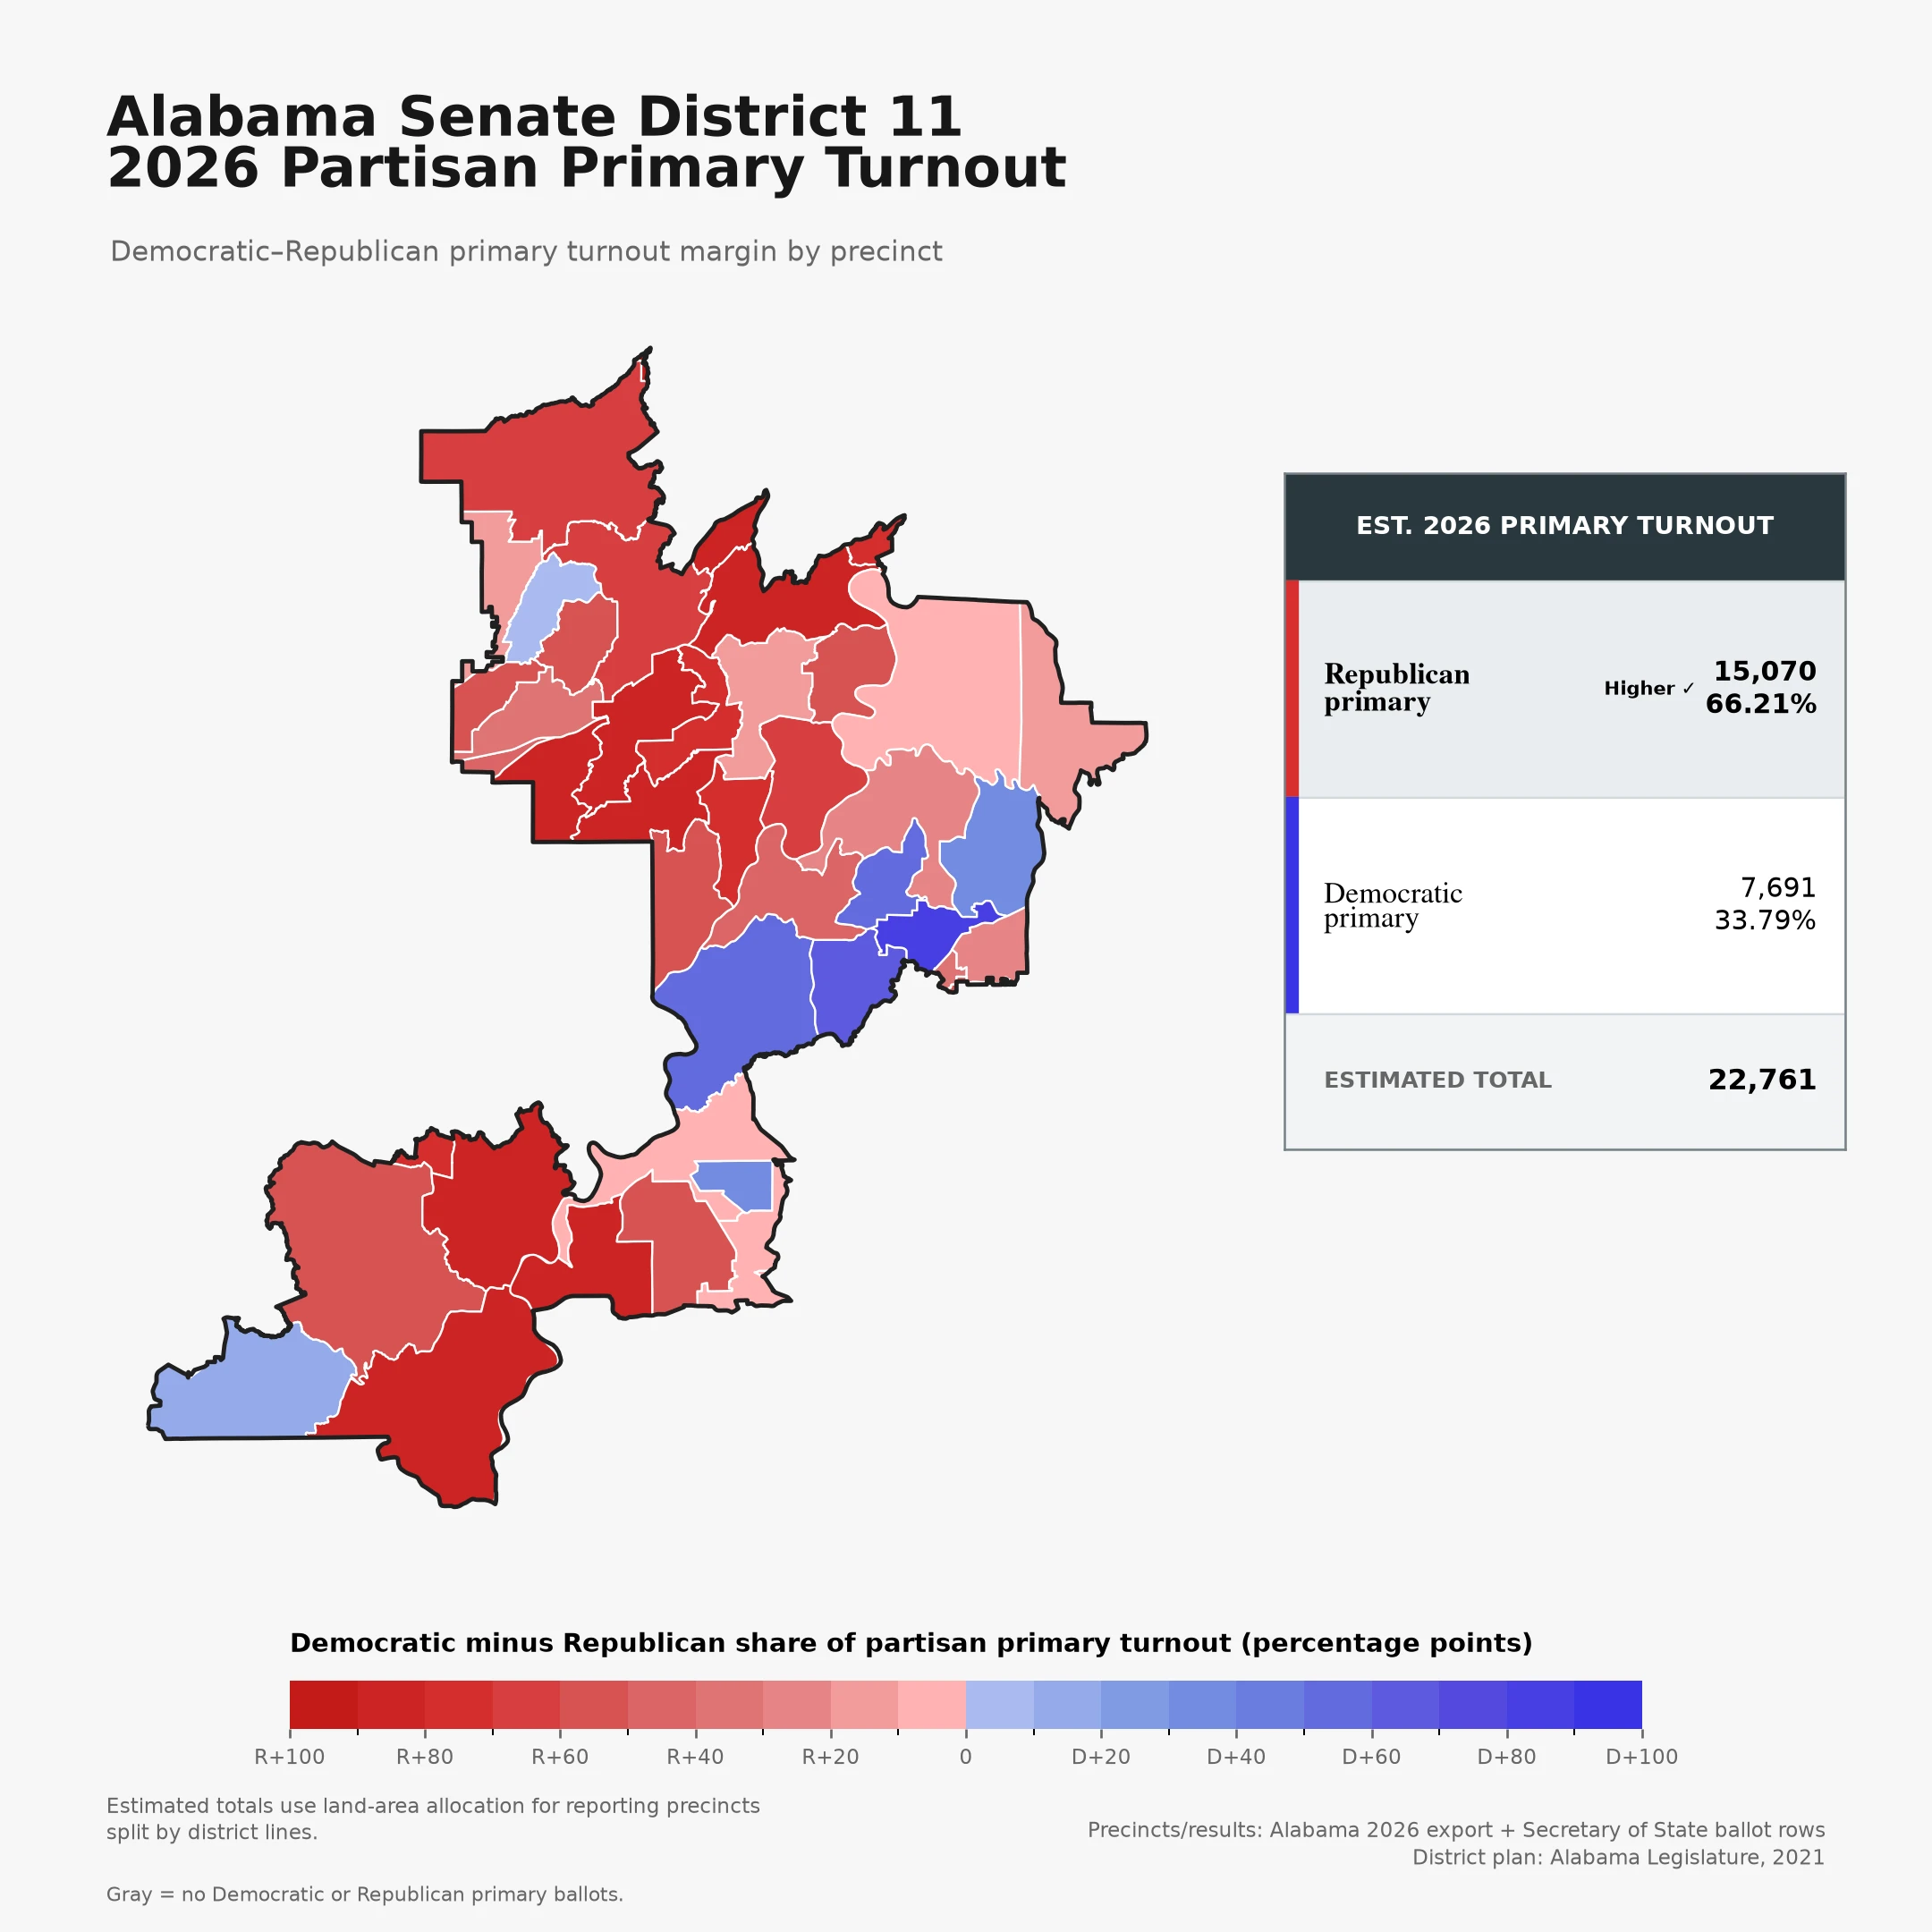 Alabama Senate District 11
2026 Partisan Primary Turnout
Democratic–Republican primary turnout margin by precinct
EST. 2026 PRIMARY TURNOUT
Republican
primary
Higher ✓
15,070
66.21%
Democratic
primary
7,691
33.79%
ESTIMATED TOTAL
22,761
Democratic minus Republican share of partisan primary turnout (percentage points)
R+100
R+80
R+60
R+40
R+20
0
D+20
D+40
D+60
D+80
D+100
Estimated totals use land-area allocation for reporting precincts
split by district lines.
Precincts/results: Alabama 2026 export + Secretary of State ballot rows
District plan: Alabama Legislature, 2021
Gray = no Democratic or Republican primary ballots.